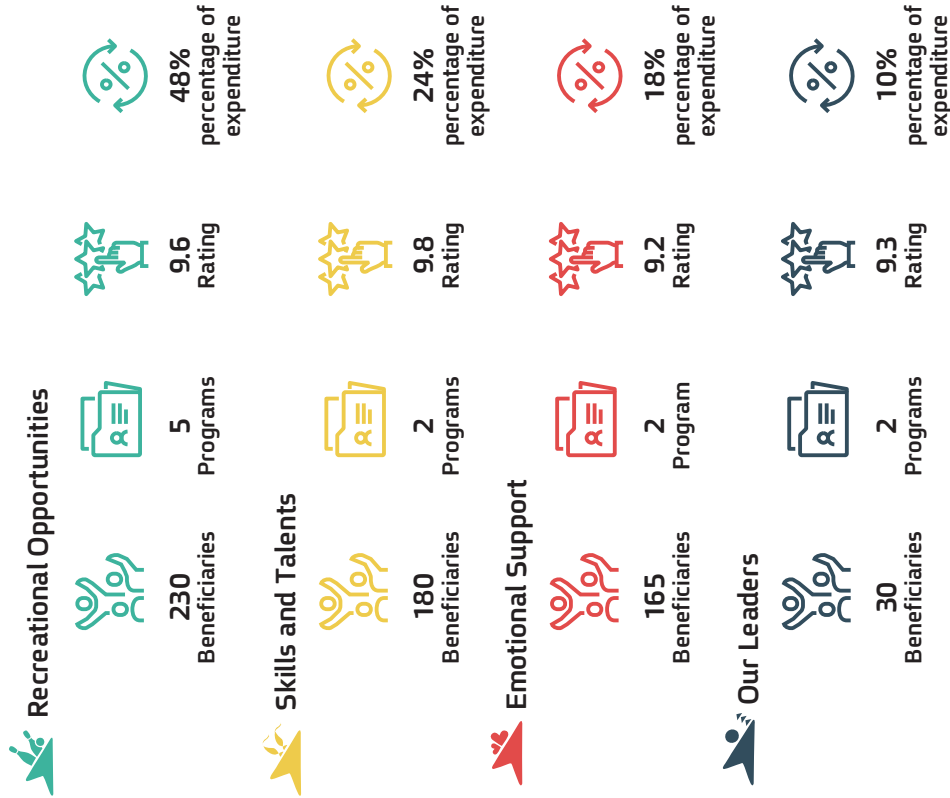 Recreational Opportunities
230
Beneficiaries
5
Programs
9.6
Rating
48%
percentage of
expenditure
Skills and Talents
180
Beneficiaries
2
Programs
9.8
Rating
24%
percentage of
expenditure
Emotional Support
165
Beneficiaries
2
Program
9.2
Rating
18%
percentage of
expenditure
Our Leaders
30
Beneficiaries
2
Programs
9.3
Rating
10%
percentage of
expenditure